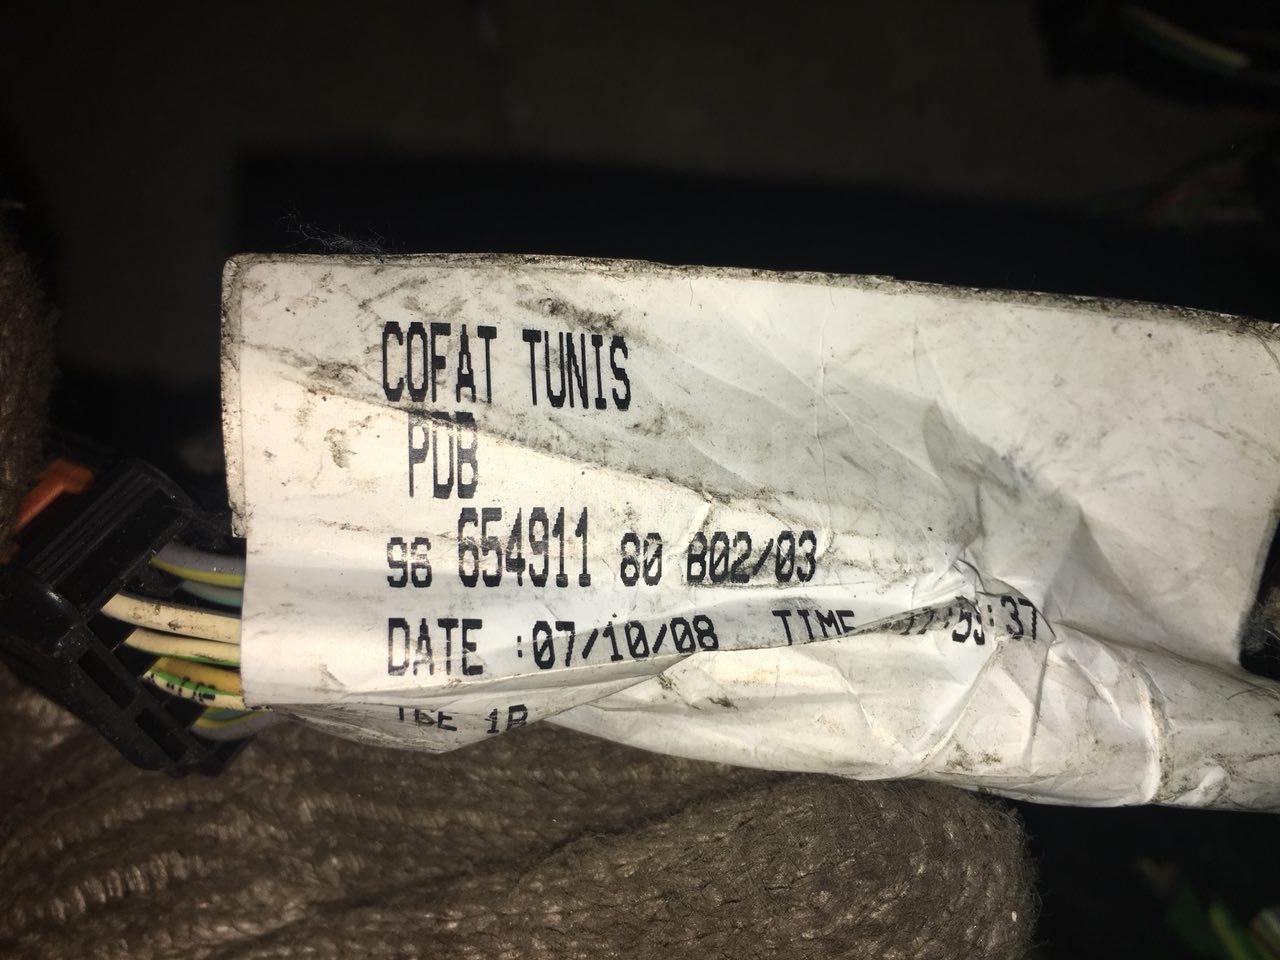 COFAT TUNIS
PDB
96 654911 80 B02/03
DATE :07/10/08 TIME